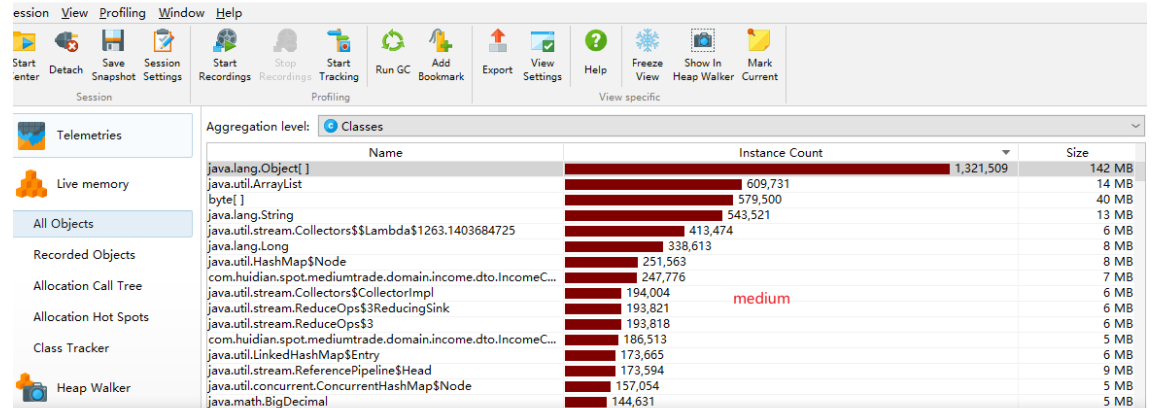 ession View Profiling Window Help
Start
enter
Detach
Save
Snapshot
Session
Settings
Start
Recordings
Stop
Recordings
Start
Tracking
Run GC
Add
Bookmark
Export
View
Settings
Help
Freeze
View
Show In
Heap Walker
Mark
Current
Session
Profiling
View specific
Telemetries
Live memory
All Objects
Recorded Objects
Allocation Call Tree
Allocation Hot Spots
Class Tracker
Heap Walker
Aggregation level: Classes
Name Instance Count Size
java.lang.Object[ ] 1,321,509 142 MB
java.util.ArrayList 609,731 14 MB
byte[ ] 579,500 40 MB
java.lang.String 543,521 13 MB
java.util.stream.Collectors$$Lambda$1263.1403684725 413,474 6 MB
java.lang.Long 338,613 8 MB
java.util.HashMap$Node 251,563 8 MB
com.huidian.spot.mediumtrade.domain.income.dto.IncomeC... 247,776 7 MB
java.util.stream.Collectors$CollectorImpl 194,004 6 MB
medium
java.util.stream.ReduceOps$3ReducingSink 193,821 6 MB
java.util.stream.ReduceOps$3 193,818 6 MB
com.huidian.spot.mediumtrade.domain.income.dto.IncomeC... 186,513 5 MB
java.util.LinkedHashMap$Entry 173,665 6 MB
java.util.stream.ReferencePipeline$Head 173,594 9 MB
java.util.concurrent.ConcurrentHashMap$Node 157,054 5 MB
java.math.BigDecimal 144,631 5 MB